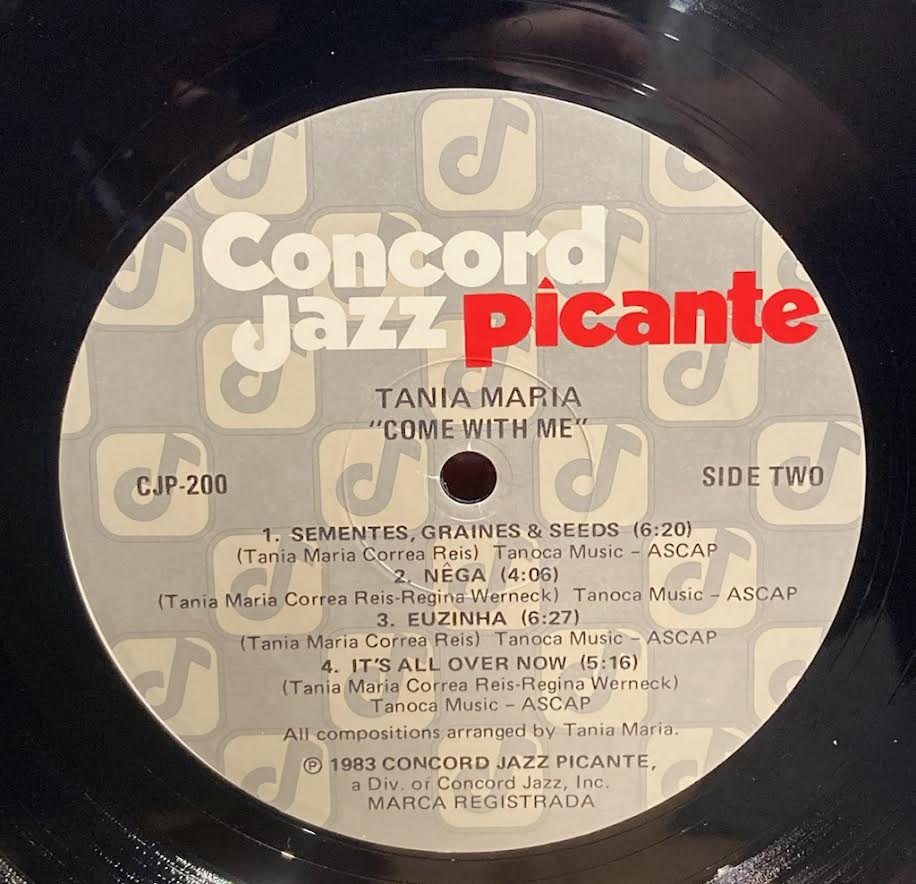 Concord
Jazz Picante
TANIA MARIA
"COME WITH ME"
CJP-200
SIDE TWO
1. SEMENTES, GRAINES & SEEDS (6:20)
(Tania Maria Correa Reis) Tanoca Music – ASCAP
2. NÊGA (4:06)
(Tania Maria Correa Reis-Regina Werneck) Tanoca Music – ASCAP
3. EUZINHA (6:27)
(Tania Maria Correa Reis) Tanoca Music – ASCAP
4. IT'S ALL OVER NOW (5:16)
(Tania Maria Correa Reis-Regina Werneck)
Tanoca Music – ASCAP
All compositions arranged by Tania Maria.
℗ 1983 CONCORD JAZZ PICANTE,
a Div. of Concord Jazz, Inc.
MARCA REGISTRADA